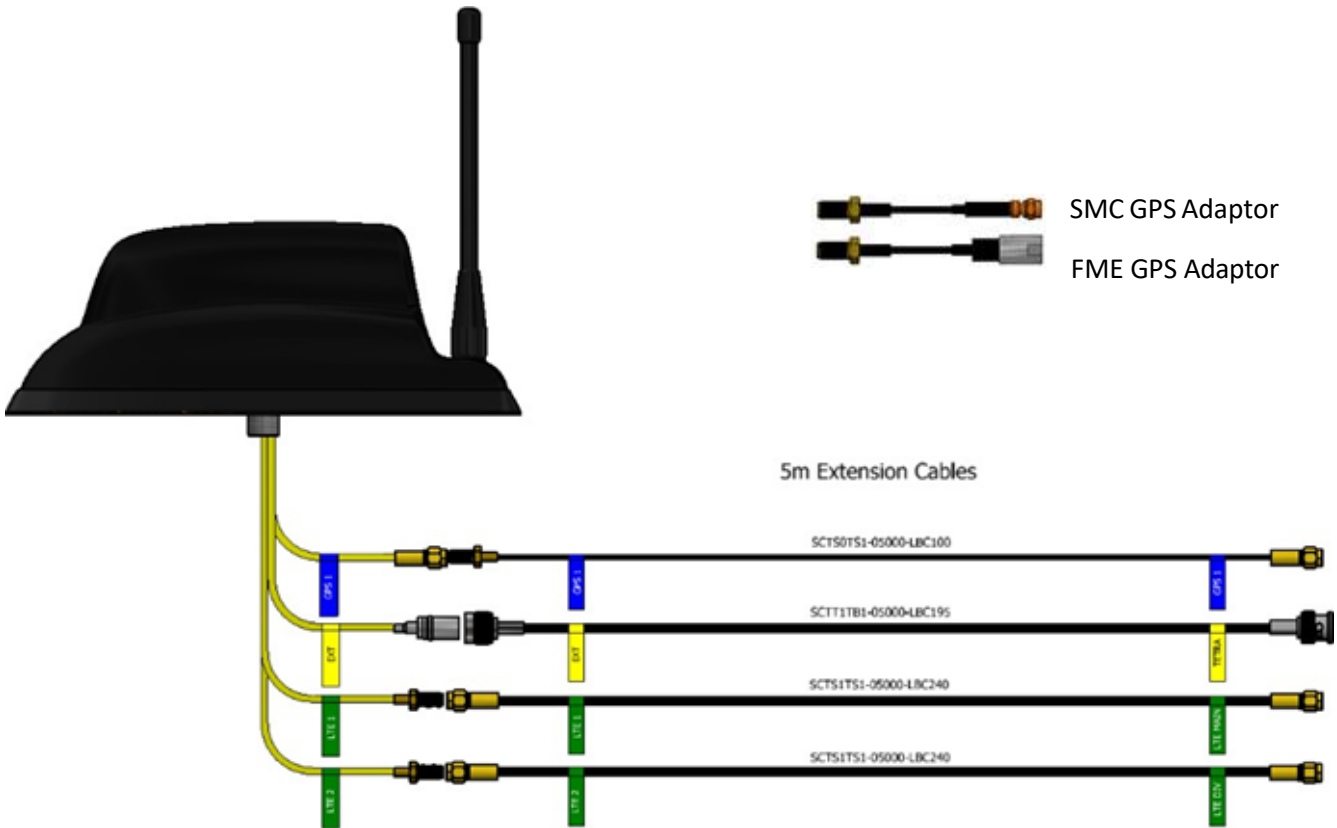 SMC GPS Adaptor
FME GPS Adaptor
5m Extension Cables
SCTS0TS1-05000-LBC100
GPS 1
GPS 1
GPS 1
SCTT1TB1-05000-LBC195
EXT
EXT
TETRA
SCTS1TS1-05000-LBC240
LTE 1
LTE 1
LTE MAIN
SCTS1TS1-05000-LBC240
LTE 2
LTE 2
LTE DIV